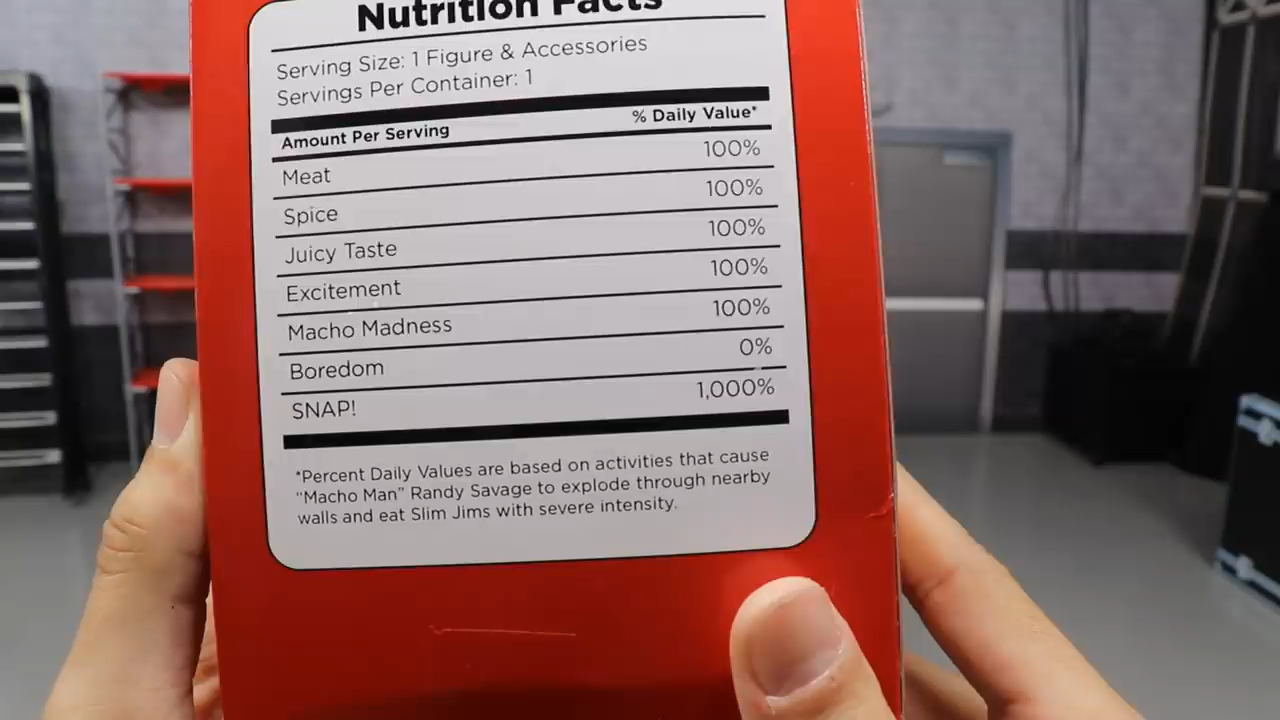 Nutrition Facts
Serving Size: 1 Figure & Accessories
Servings Per Container: 1
Amount Per Serving % Daily Value*
Meat 100%
Spice 100%
Juicy Taste 100%
Excitement 100%
Macho Madness 100%
Boredom 0%
SNAP! 1,000%
*Percent Daily Values are based on activities that cause
“Macho Man” Randy Savage to explode through nearby
walls and eat Slim Jims with severe intensity.